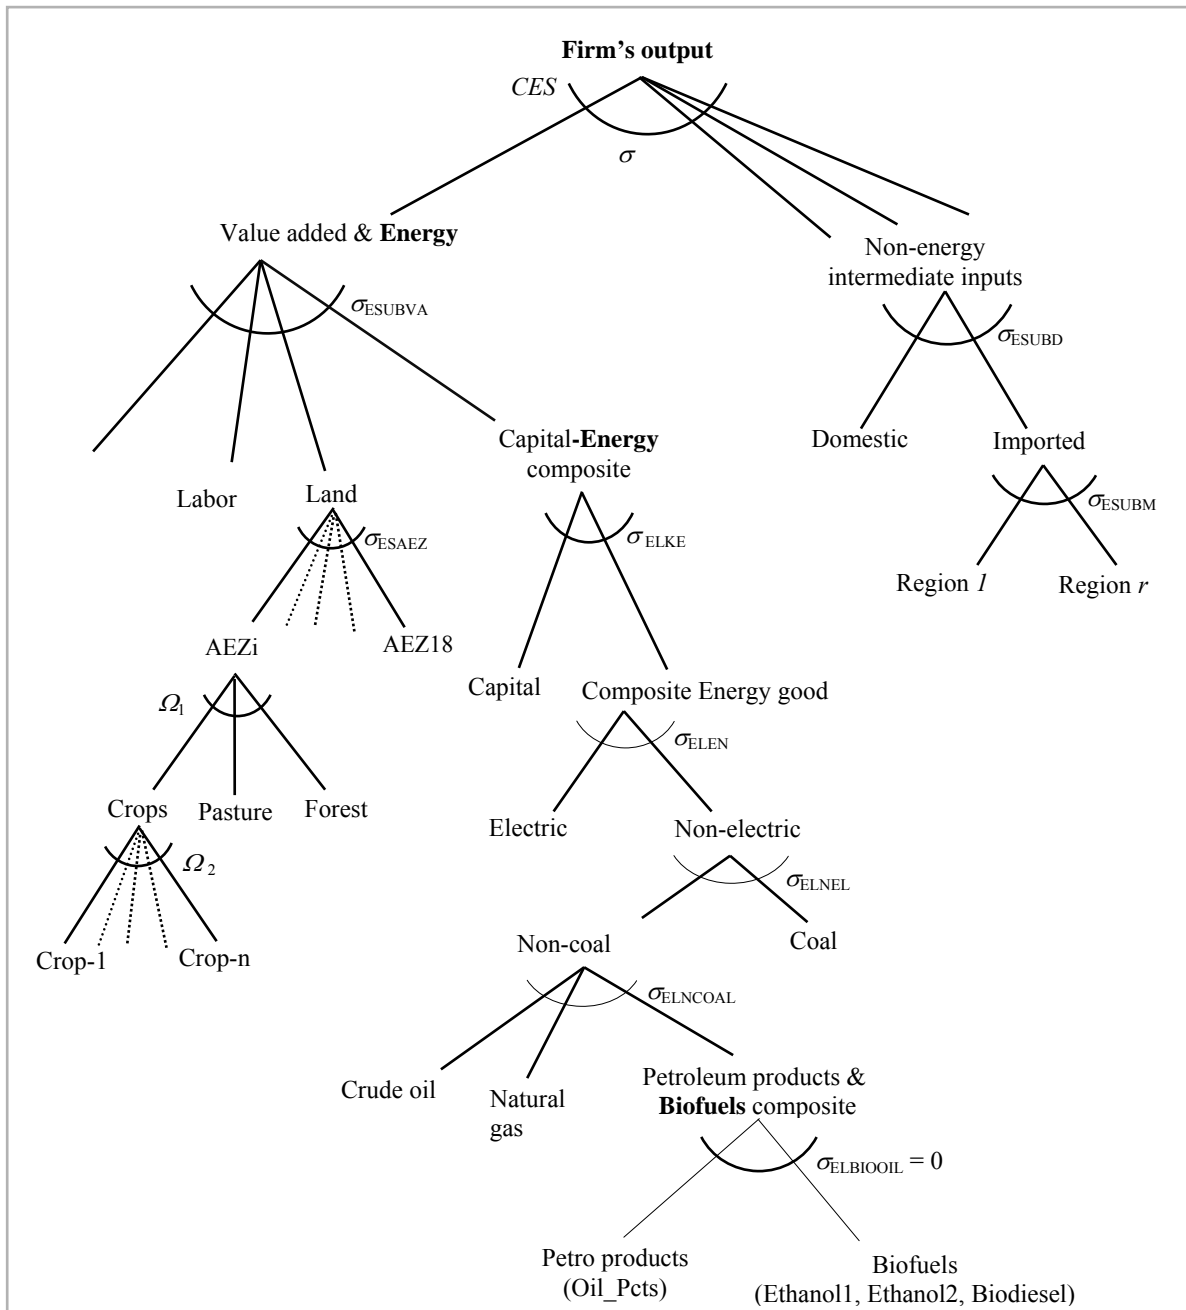 Firm's output
CES
σ
Value added & Energy
Non-energy
intermediate inputs
σESUBVA
σESUBD
Capital-Energy
composite
Domestic
Imported
Labor
Land
σESAEZ
σELKE
σESUBM
Region 1
Region r
AEZi
AEZ18
Capital
Composite Energy good
Ω1
σELEN
Crops
Pasture
Forest
Electric
Non-electric
Ω2
σELNEL
Crop-1
Crop-n
Non-coal
Coal
σELNCOAL
Crude oil
Natural
gas
Petroleum products &
Biofuels composite
σELBIOOIL = 0
Petro products
(Oil_Pcts)
Biofuels
(Ethanol1, Ethanol2, Biodiesel)